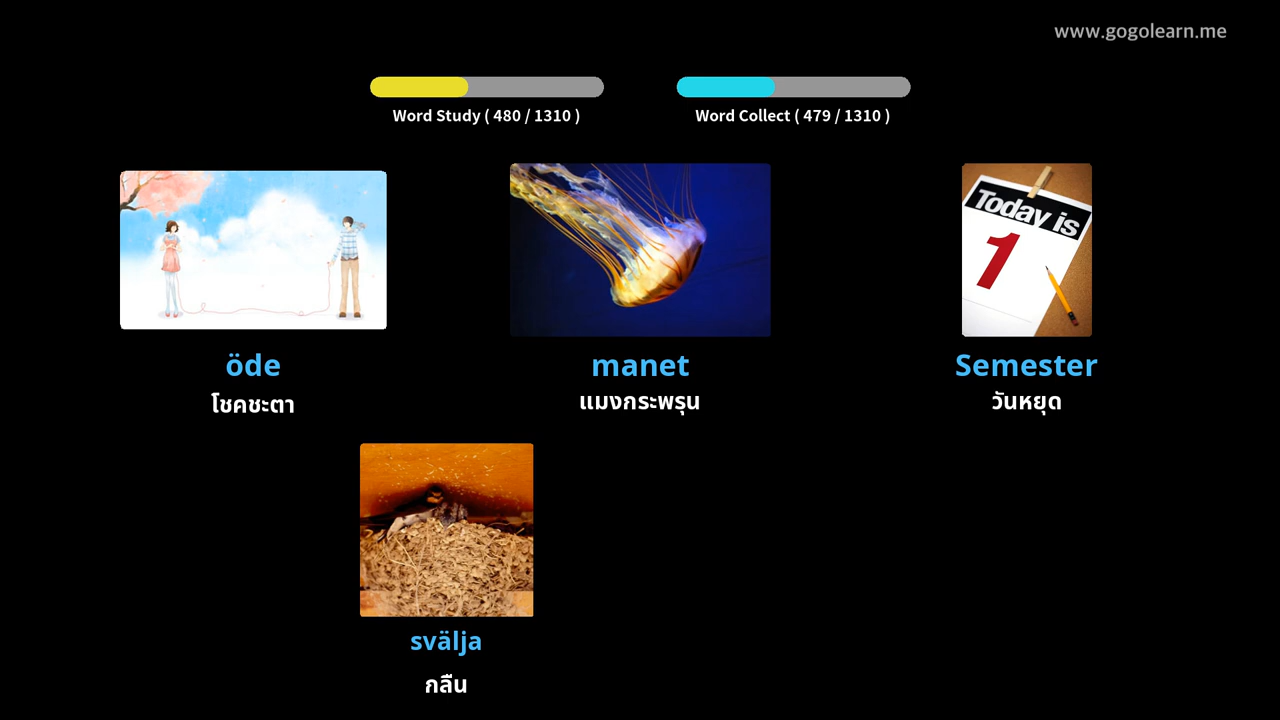 www.gogolearn.me
Word Study ( 480 / 1310 )
Word Collect ( 479 / 1310 )
Today is
1
öde
manet
Semester
โชคชะตา
แมงกระพรุน
วันหยุด
svälja
กลืน